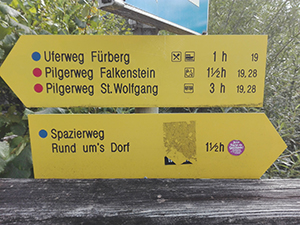 Uferweg Fürberg 1 h 19
Pilgerweg Falkenstein 1½h 19, 28
Pilgerweg St.Wolfgang 3 h 19, 28
Spazierweg
Rund um's Dorf 1½h